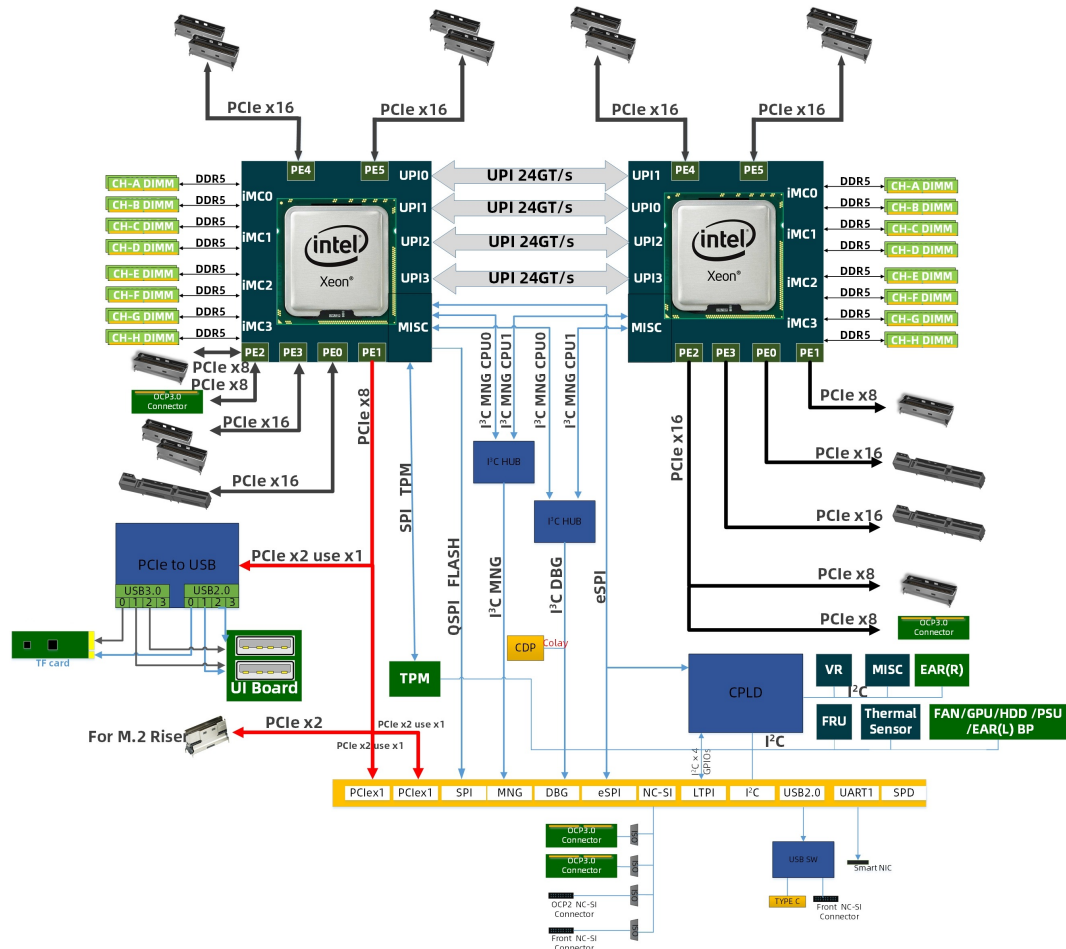 PCIe x16
PCIe x16
PCIe x16
PCIe x16
PE4
PE5
PE4
PE5
UPI0
UPI 24GT/s
UPI1
UPI1
UPI 24GT/s
UPI0
UPI2
UPI 24GT/s
UPI2
UPI3
UPI 24GT/s
UPI3
CH-A DIMM
DDR5
CH-B DIMM
DDR5
CH-C DIMM
DDR5
CH-D DIMM
DDR5
CH-E DIMM
DDR5
CH-F DIMM
DDR5
CH-G DIMM
DDR5
CH-H DIMM
DDR5
iMC0
iMC1
iMC2
iMC3
intel
Xeon®
MISC
PE2
PE3
PE0
PE1
intel
Xeon®
MISC
iMC0
iMC1
iMC2
iMC3
PE2
PE3
PE0
PE1
DDR5
CH-A DIMM
DDR5
CH-B DIMM
DDR5
CH-C DIMM
DDR5
CH-D DIMM
DDR5
CH-E DIMM
DDR5
CH-F DIMM
DDR5
CH-G DIMM
DDR5
CH-H DIMM
PCIe x8
PCIe x8
OCP3.0
Connector
PCIe x16
PCIe x16
PCIe x8
SPI TPM
QSPI FLASH
I³C MNG CPU0
I³C MNG CPU1
I³C MNG CPU0
I³C MNG CPU1
I³C HUB
I³C HUB
I³C MNG
I³C DBG
eSPI
PCIe x16
PCIe x8
PCIe x16
PCIe x16
PCIe x8
PCIe x8
OCP3.0
Connector
PCIe to USB
PCIe x2 use x1
USB3.0
USB2.0
0 1 2 3
0 1 2 3
TF card
UI Board
CDP
Colay
TPM
CPLD
VR
MISC
EAR(R)
I²C
FRU
Thermal
Sensor
FAN/GPU/HDD /PSU
/EAR(L) BP
I²C
For M.2 Riser
PCIe x2
PCIe x2 use x1
PCIe x2 use x1
I²C × 4
GPIOs
PCIex1
PCIex1
SPI
MNG
DBG
eSPI
NC-SI
LTPI
I²C
USB2.0
UART1
SPD
OCP3.0
Connector
ISO
OCP3.0
Connector
ISO
OCP2 NC-SI
Connector
ISO
Front NC-SI
Connector
ISO
USB SW
TYPE C
Front NC-SI
Connector
Smart NIC